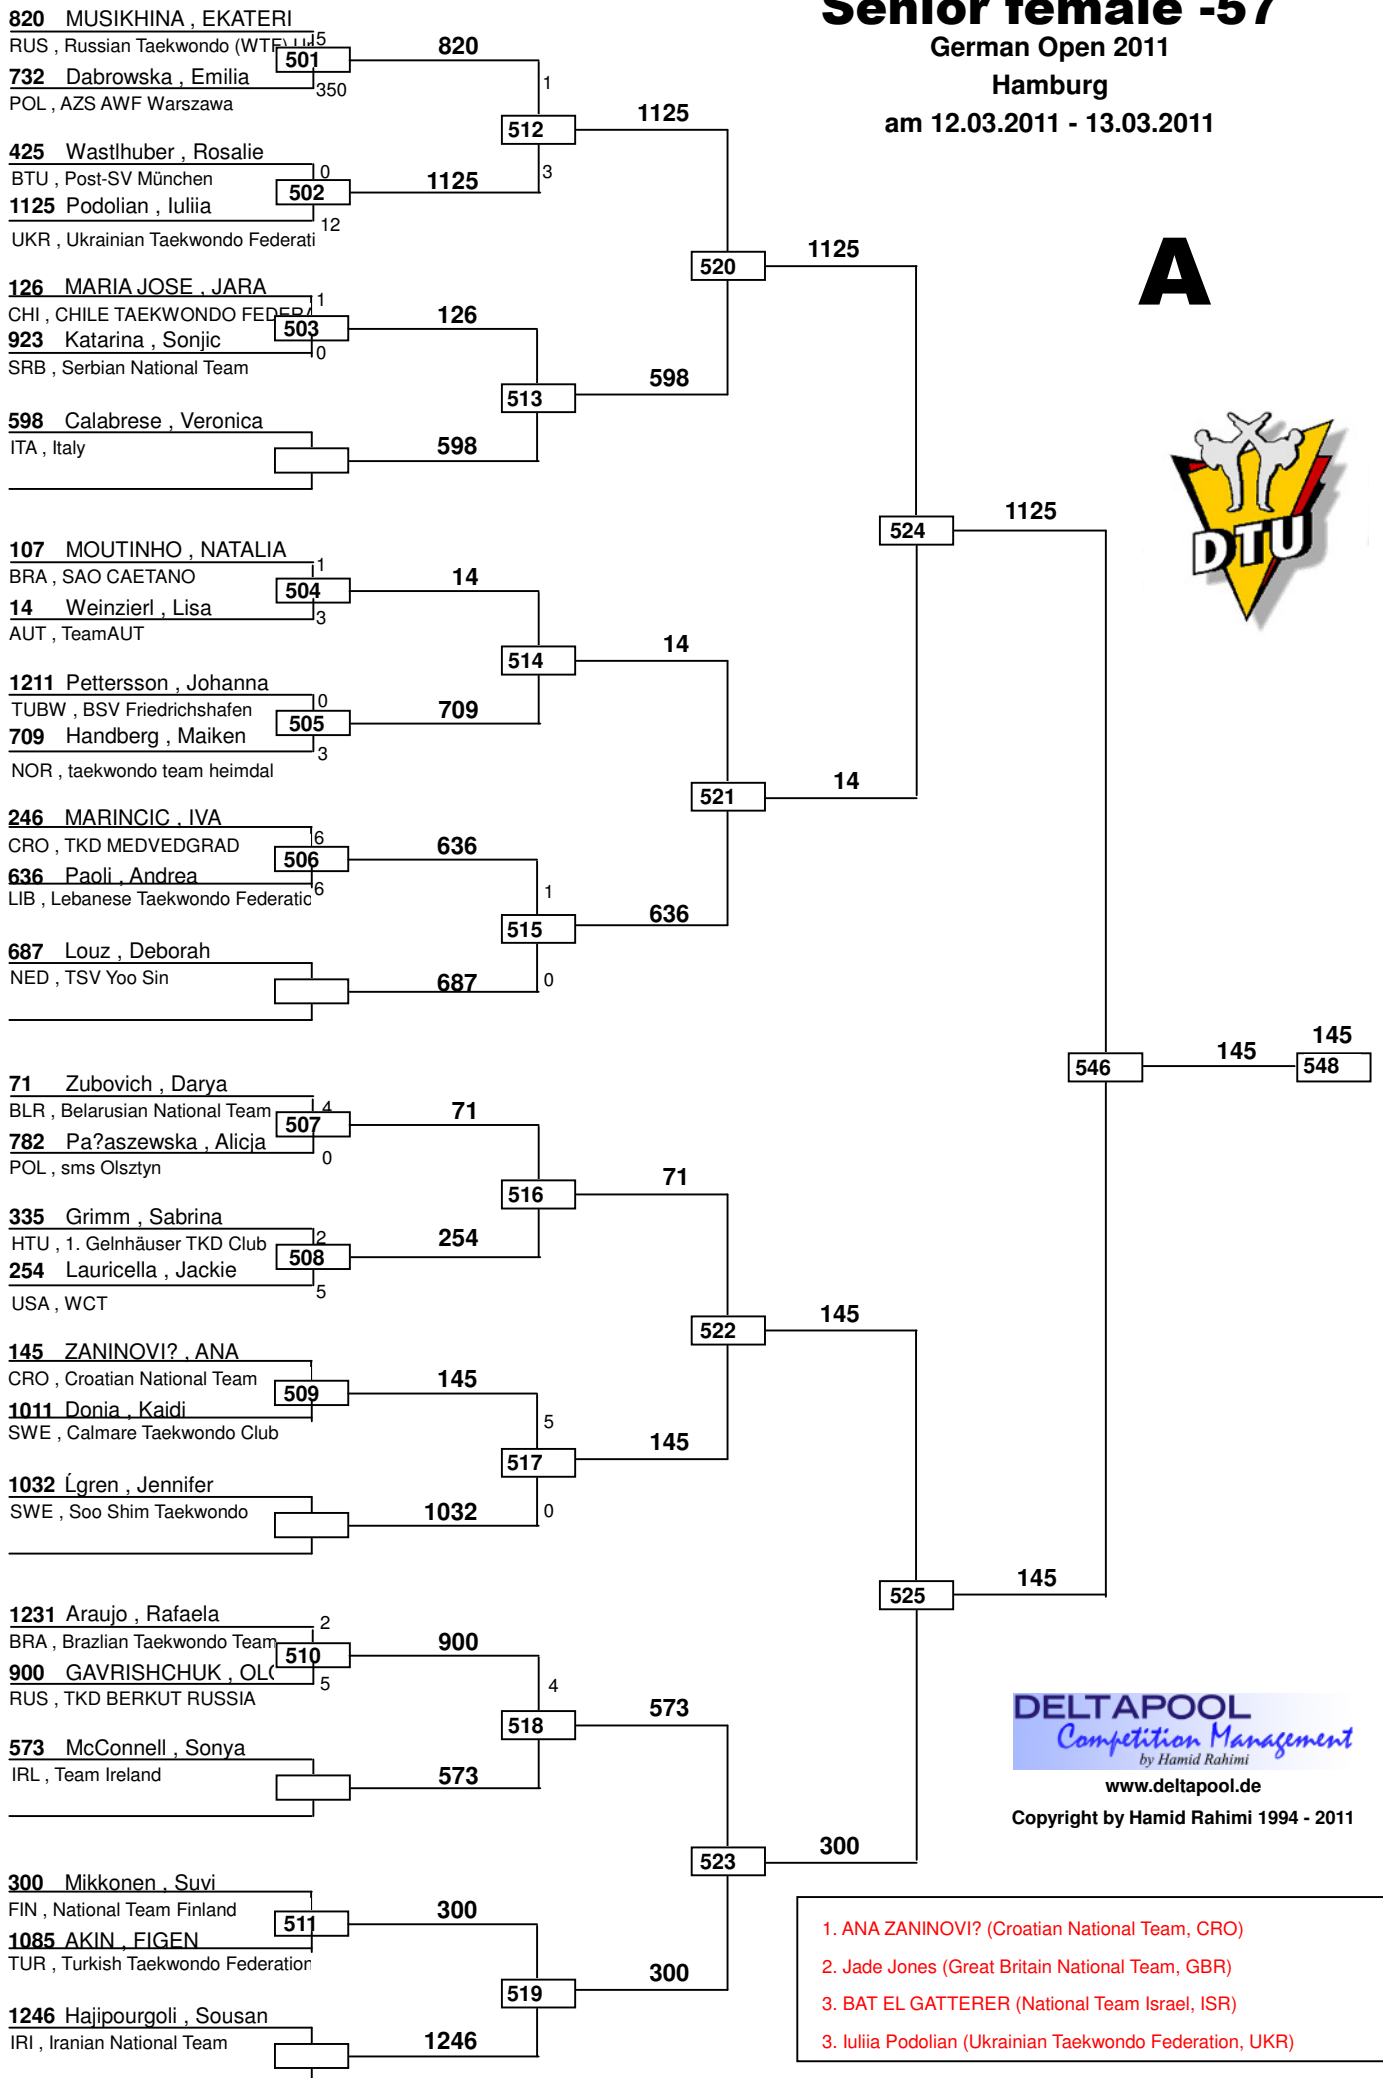 Senior female -57
German Open 2011
Hamburg
am 12.03.2011 - 13.03.2011
A
DTU
820 MUSIKHINA , EKATERI
RUS , Russian Taekwondo (WTF) Un
5
501
732 Dabrowska , Emilia
350
POL , AZS AWF Warszawa
820
1
512
1125
425 Wastlhuber , Rosalie
BTU , Post-SV München
0
502
1125 Podolian , Iuliia
12
UKR , Ukrainian Taekwondo Federati
1125
3
520
1125
126 MARIA JOSE , JARA
1
CHI , CHILE TAEKWONDO FEDERA
503
923 Katarina , Sonjic
0
SRB , Serbian National Team
126
513
598
598 Calabrese , Veronica
ITA , Italy
598
524
1125
107 MOUTINHO , NATALIA
1
BRA , SAO CAETANO
504
14 Weinzierl , Lisa
3
AUT , TeamAUT
14
514
14
1211 Pettersson , Johanna
0
TUBW , BSV Friedrichshafen
505
709 Handberg , Maiken
3
NOR , taekwondo team heimdal
709
521
14
246 MARINCIC , IVA
6
CRO , TKD MEDVEDGRAD
506
636 Paoli , Andrea
6
LIB , Lebanese Taekwondo Federatio
636
1
515
636
687 Louz , Deborah
NED , TSV Yoo Sin
687
0
546
145
145
548
71 Zubovich , Darya
4
BLR , Belarusian National Team
507
782 Pa?aszewska , Alicja
0
POL , sms Olsztyn
71
516
71
335 Grimm , Sabrina
2
HTU , 1. Gelnhäuser TKD Club
508
254 Lauricella , Jackie
5
USA , WCT
254
522
145
145 ZANINOVI? , ANA
CRO , Croatian National Team
509
1011 Donia , Kaidi
SWE , Calmare Taekwondo Club
145
5
517
145
1032 Ĺgren , Jennifer
SWE , Soo Shim Taekwondo
1032
0
525
145
1231 Araujo , Rafaela
2
BRA , Brazlian Taekwondo Team
510
900 GAVRISHCHUK , OLG
5
RUS , TKD BERKUT RUSSIA
900
4
518
573
573 McConnell , Sonya
IRL , Team Ireland
573
523
300
300 Mikkonen , Suvi
FIN , National Team Finland
511
1085 AKIN , FIGEN
TUR , Turkish Taekwondo Federation
300
519
300
1246 Hajipourgoli , Sousan
IRI , Iranian National Team
1246
DELTAPOOL
Competition Management
by Hamid Rahimi
www.deltapool.de
Copyright by Hamid Rahimi 1994 - 2011
1. ANA ZANINOVI? (Croatian National Team, CRO)
2. Jade Jones (Great Britain National Team, GBR)
3. BAT EL GATTERER (National Team Israel, ISR)
3. Iuliia Podolian (Ukrainian Taekwondo Federation, UKR)